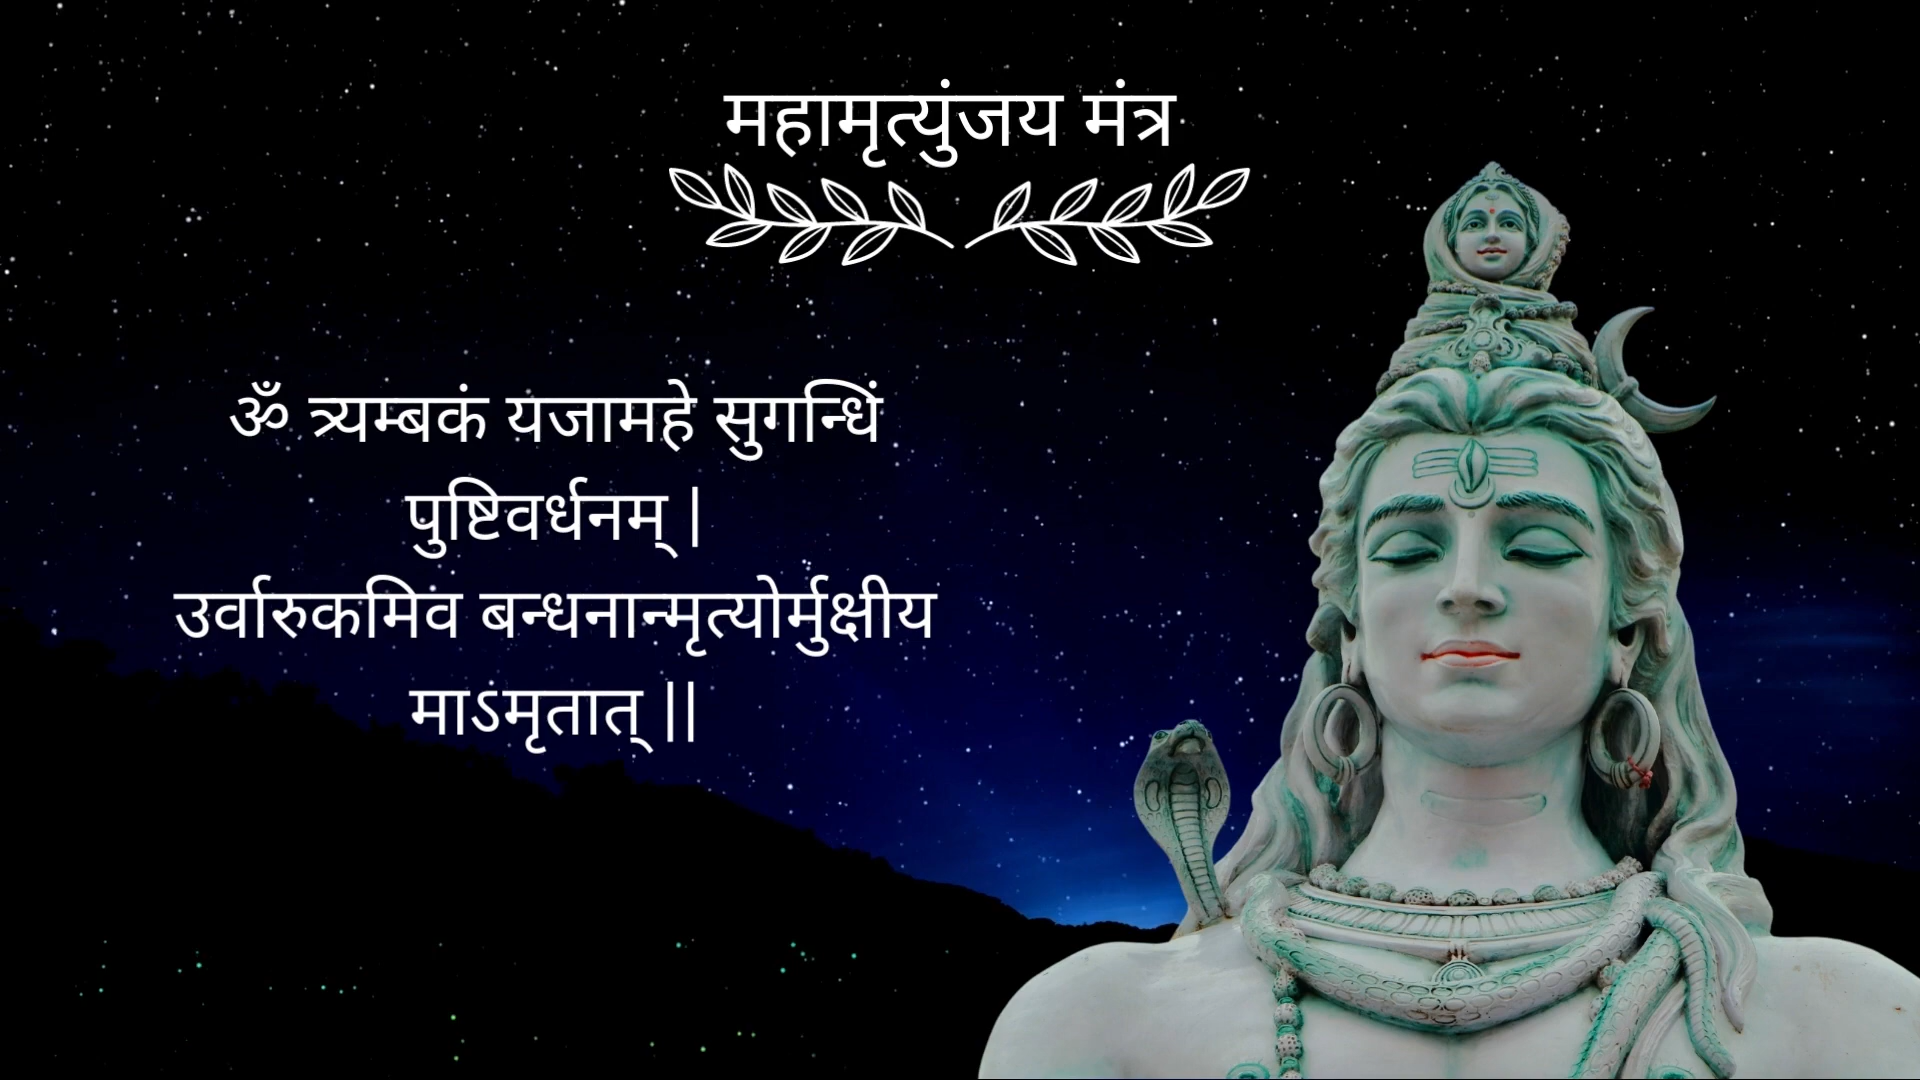 महामृत्युंजय मंत्र
ॐ त्र्यम्बकं यजामहे सुगन्धिं
पुष्टिवर्धनम् |
उर्वारुकमिव बन्धनान्मृत्योर्मुक्षीय
माऽमृतात् ||